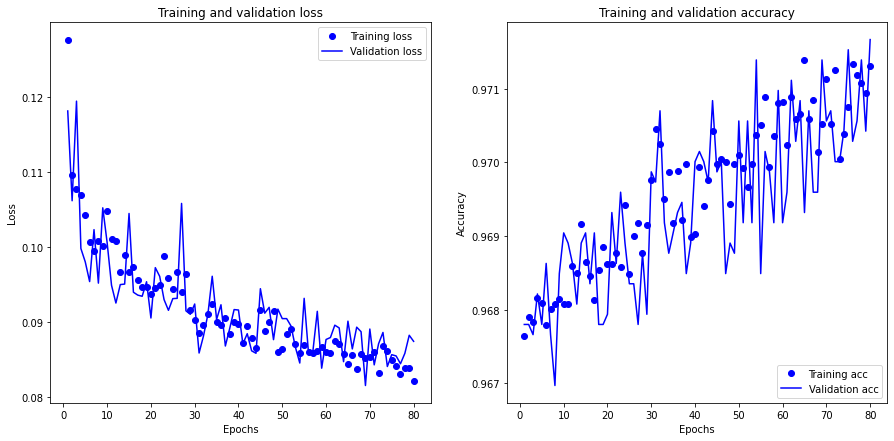 Training and validation loss
Training loss
Validation loss
0.12
0.11
0.10
0.09
0.08
Loss
0 10 20 30 40 50 60 70 80
Epochs
Training and validation accuracy
0.971
0.970
0.969
0.968
0.967
Accuracy
Training acc
Validation acc
0 10 20 30 40 50 60 70 80
Epochs